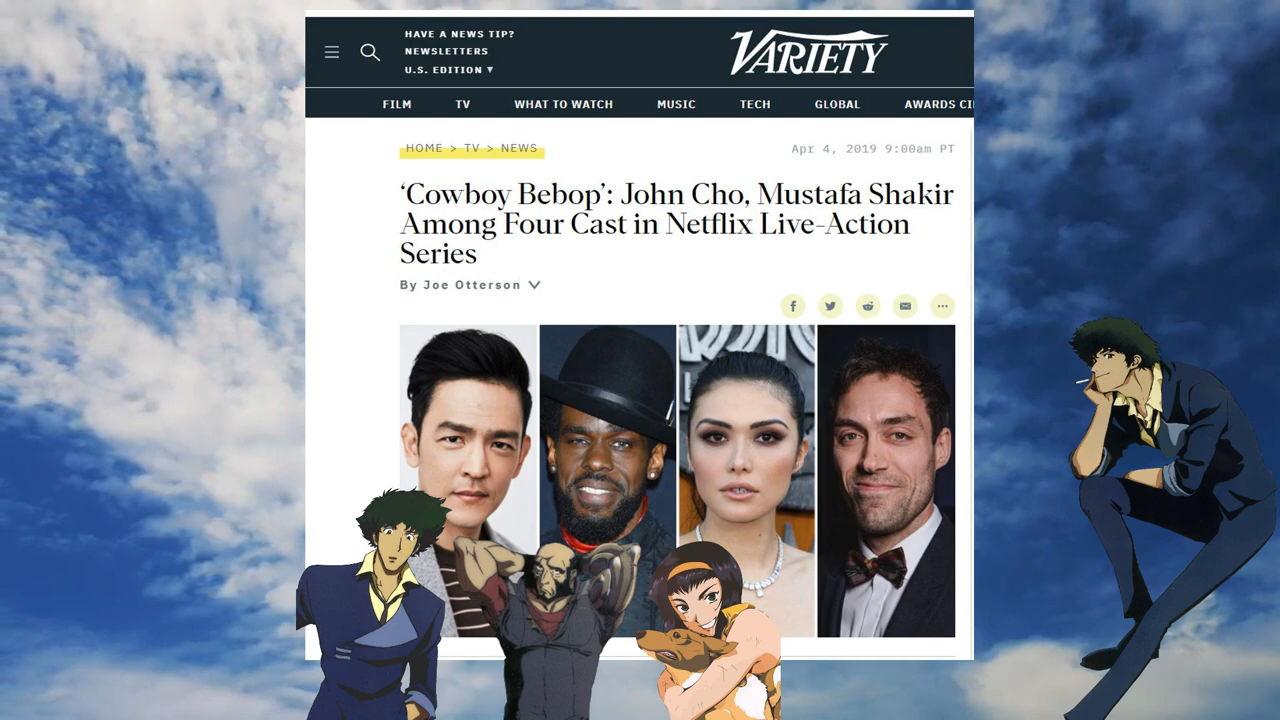 HAVE A NEWS TIP?
NEWSLETTERS
U.S. EDITION ▼
VARIETY
FILM TV WHAT TO WATCH MUSIC TECH GLOBAL AWARDS
HOME > TV > NEWS
Apr 4, 2019 9:00am PT
‘Cowboy Bebop’: John Cho, Mustafa Shakir
Among Four Cast in Netflix Live-Action
Series
By Joe Otterson